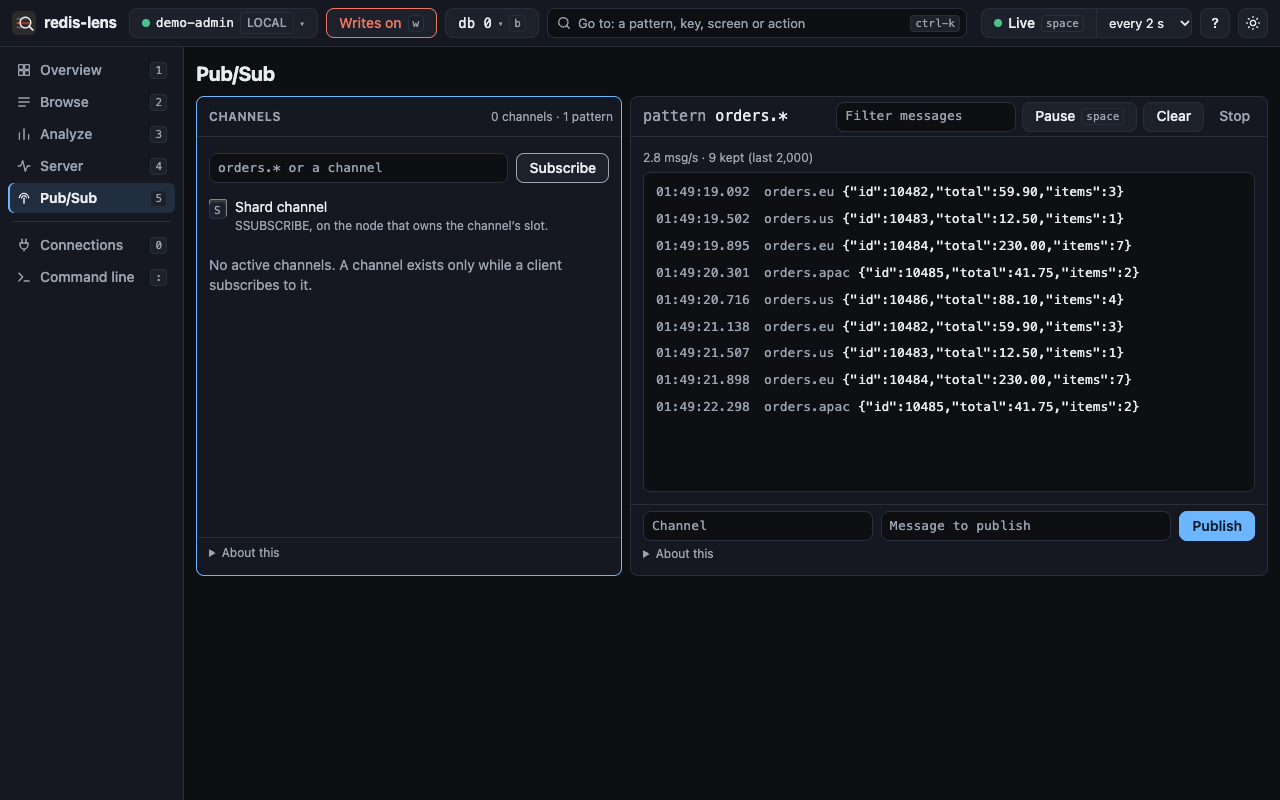 redis-lens
demo-admin LOCAL ▾
Writes on w
db 0 ▾ b
Go to: a pattern, key, screen or action ctrl-k
Live space
every 2 s
?
Overview 1
Browse 2
Analyze 3
Server 4
Pub/Sub 5
Connections 0
Command line :
Pub/Sub
CHANNELS 0 channels · 1 pattern
orders.* or a channel Subscribe
S Shard channel
SSUBSCRIBE, on the node that owns the channel's slot.
No active channels. A channel exists only while a client
subscribes to it.
▶ About this
pattern orders.* Filter messages Pause space Clear Stop
2.8 msg/s · 9 kept (last 2,000)
01:49:19.092 orders.eu {"id":10482,"total":59.90,"items":3}
01:49:19.502 orders.us {"id":10483,"total":12.50,"items":1}
01:49:19.895 orders.eu {"id":10484,"total":230.00,"items":7}
01:49:20.301 orders.apac {"id":10485,"total":41.75,"items":2}
01:49:20.716 orders.us {"id":10486,"total":88.10,"items":4}
01:49:21.138 orders.eu {"id":10482,"total":59.90,"items":3}
01:49:21.507 orders.us {"id":10483,"total":12.50,"items":1}
01:49:21.898 orders.eu {"id":10484,"total":230.00,"items":7}
01:49:22.298 orders.apac {"id":10485,"total":41.75,"items":2}
Channel Message to publish Publish
▶ About this